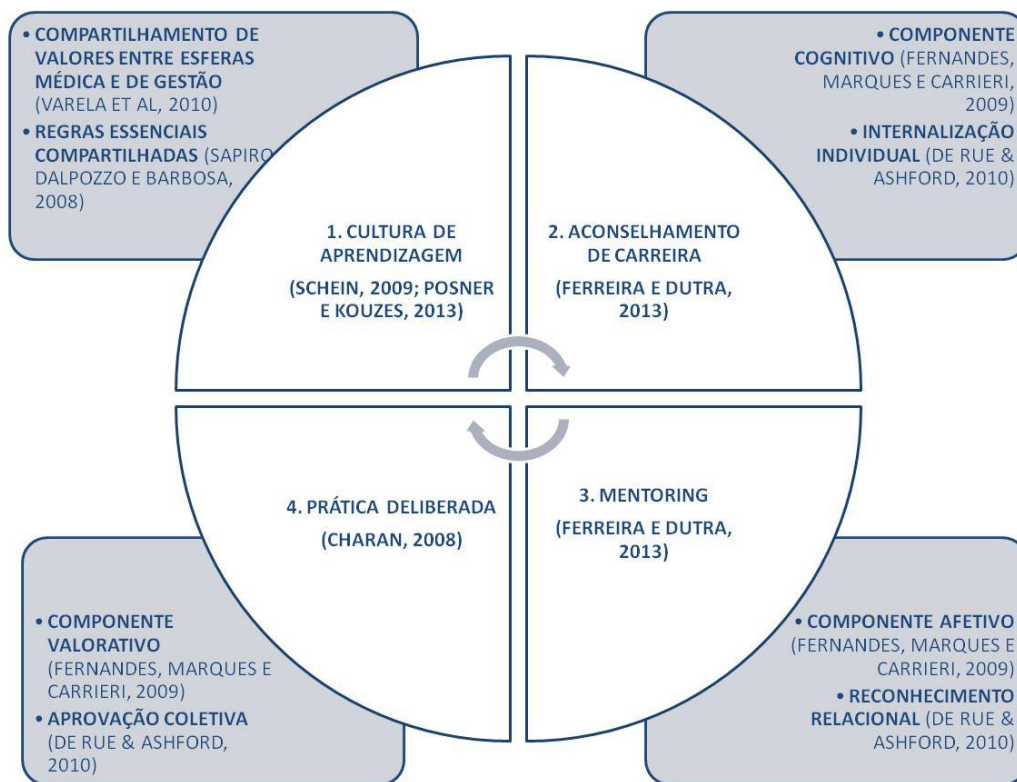 • COMPARTILHAMENTO DE
VALORES ENTRE ESFERAS
MÉDICA E DE GESTÃO
(VARELA ET AL, 2010)
• REGRAS ESSENCIAIS
COMPARTILHADAS (SAPIRO,
DALPOZZO E BARBOSA,
2008)
• COMPONENTE
COGNITIVO (FERNANDES,
MARQUES E CARRIERI,
2009)
• INTERNALIZAÇÃO
INDIVIDUAL (DE RUE &
ASHFORD, 2010)
1. CULTURA DE
APRENDIZAGEM
(SCHEIN, 2009; POSNER
E KOUZES, 2013)
2. ACONSELHAMENTO
DE CARREIRA
(FERREIRA E DUTRA,
2013)
4. PRÁTICA DELIBERADA
(CHARAN, 2008)
3. MENTORING
(FERREIRA E DUTRA,
2013)
• COMPONENTE
VALORATIVO
(FERNANDES, MARQUES E
CARRIERI, 2009)
• APROVAÇÃO COLETIVA
(DE RUE & ASHFORD,
2010)
• COMPONENTE AFETIVO
(FERNANDES, MARQUES E
CARRIERI, 2009)
• RECONHECIMENTO
RELACIONAL (DE RUE &
ASHFORD, 2010)